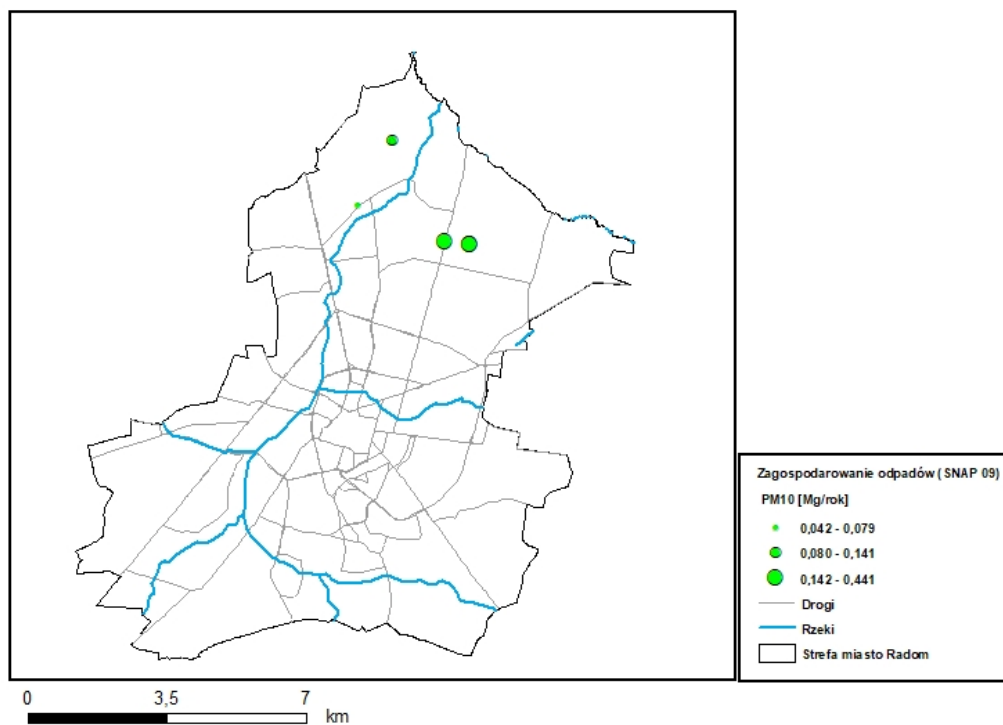 Zagospodarowanie odpadów ( SNAP 09)
PM10 [Mg/rok]
0,042 - 0,079
0,080 - 0,141
0,142 - 0,441
Drogi
Rzeki
Strefa miasto Radom
0 3,5 7
km